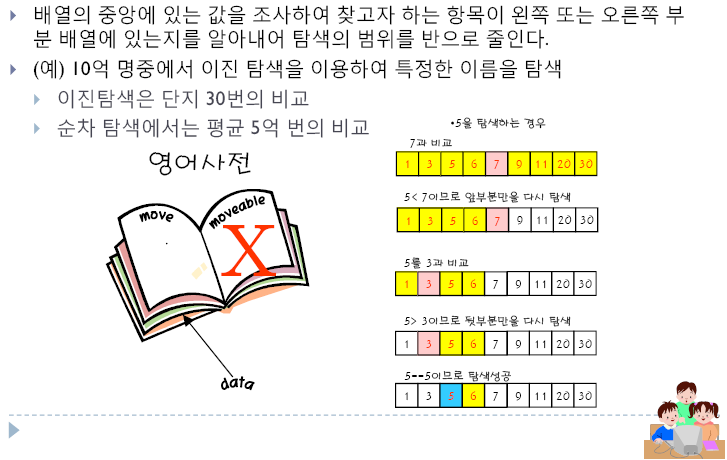 배열의 중앙에 있는 값을 조사하여 찾고자 하는 항목이 왼쪽 또는 오른쪽 부
분 배열에 있는지를 알아내어 탐색의 범위를 반으로 줄인다.
(예) 10억 명중에서 이진 탐색을 이용하여 특정한 이름을 탐색
이진탐색은 단지 30번의 비교
순차 탐색에서는 평균 5억 번의 비교
영어사전
move
moveable
X
data
•5을 탐색하는 경우
7과 비교
1 3 5 6 7 9 11 20 30
5< 7이므로 앞부분만을 다시 탐색
1 3 5 6 7 9 11 20 30
5를 3과 비교
1 3 5 6 7 9 11 20 30
5> 3이므로 뒷부분만을 다시 탐색
1 3 5 6 7 9 11 20 30
5==5이므로 탐색성공
1 3 5 6 7 9 11 20 30